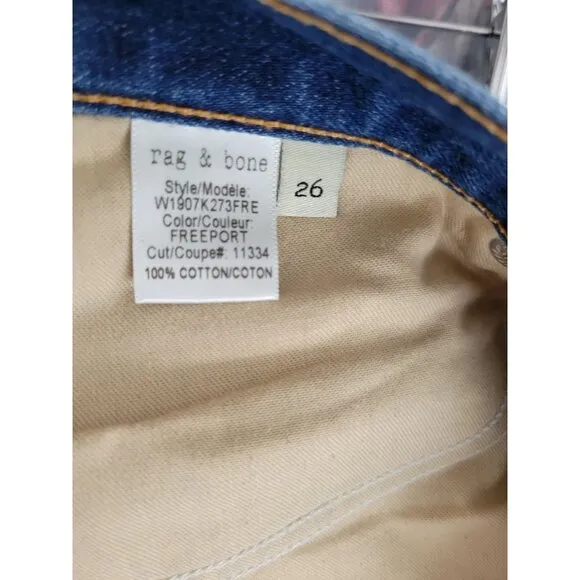 rag & bone
Style/Modèle:
W1907K273FRE
Color/Couleur:
FREEPORT
Cut/Coupe#: 11334
100% COTTON/COTON
26